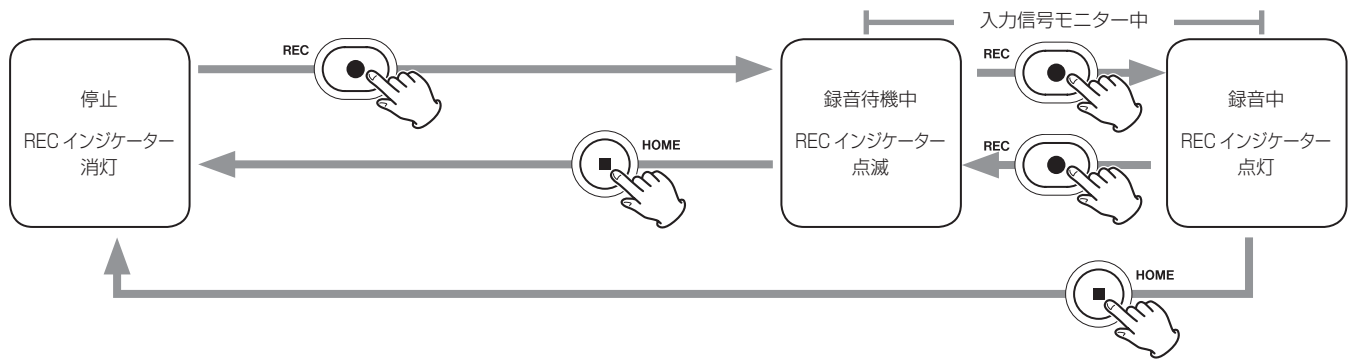 入力信号モニター中
REC
REC
停止
REC インジケーター
消灯
録音待機中
REC インジケーター
点滅
録音中
REC インジケーター
点灯
HOME
REC
HOME